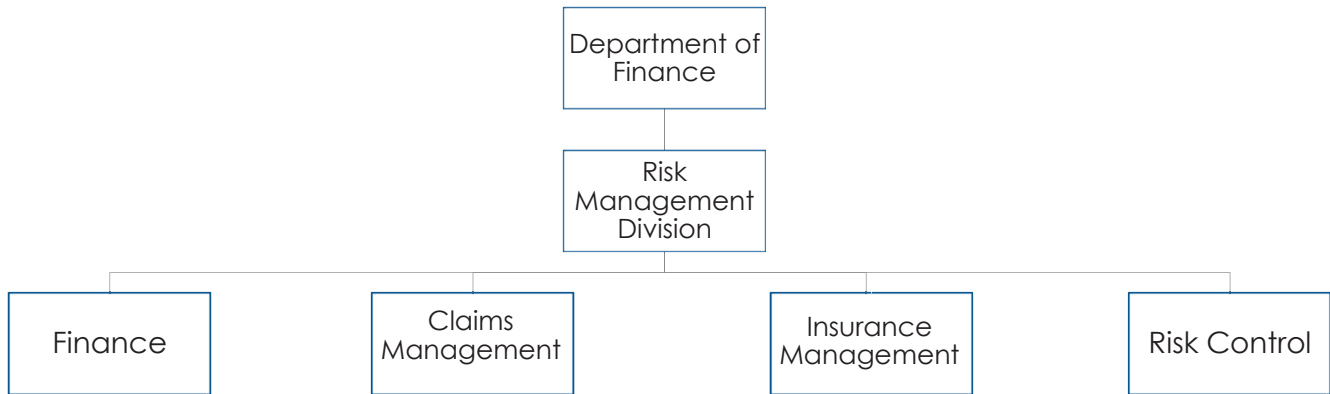 Department of
Finance
Risk
Management
Division
Finance
Claims
Management
Insurance
Management
Risk Control